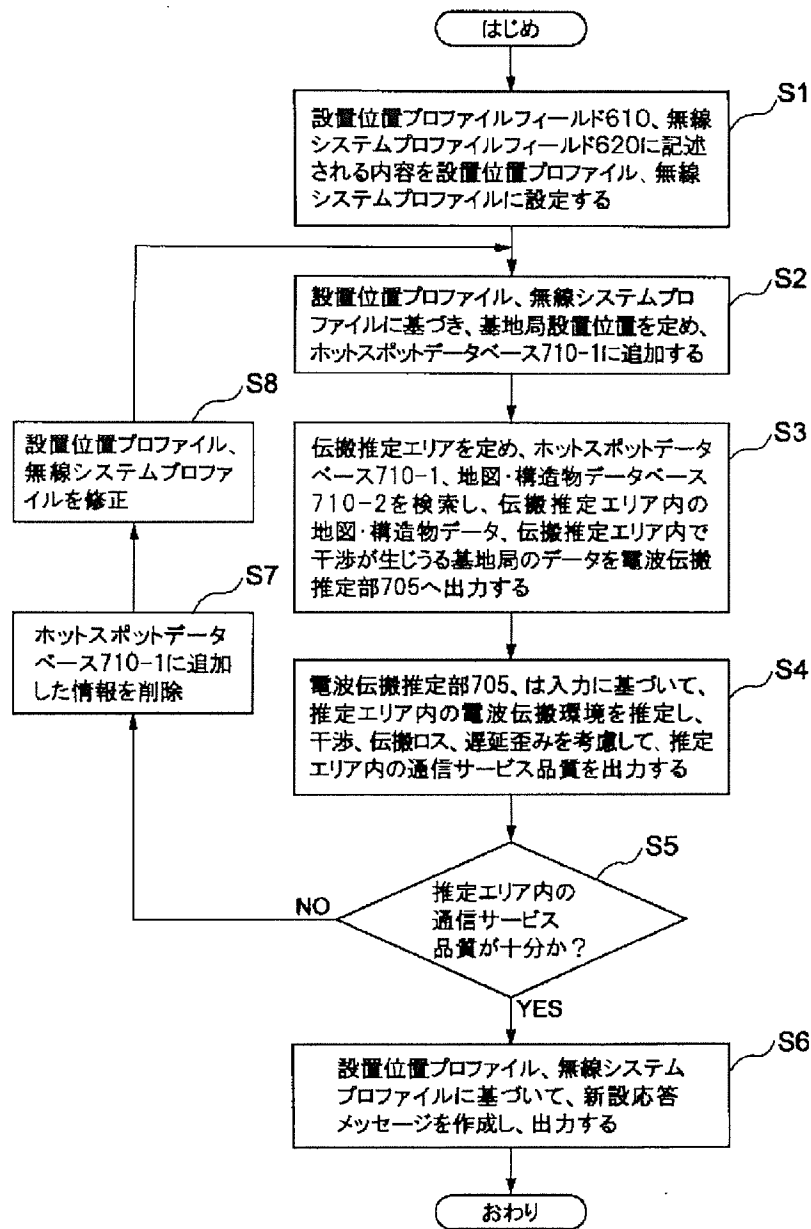 はじめ
S1
設置位置プロファイルフィールド610、無線
システムプロファイルフィールド620に記述
される内容を設置位置プロファイル、無線
システムプロファイルに設定する
S2
設置位置プロファイル、無線システムプロ
ファイルに基づき、基地局設置位置を定め、
ホットスポットデータベース710-1に追加する
S8
設置位置プロファイル、
無線システムプロファ
イルを修正
S3
伝搬推定エリアを定め、ホットスポットデータ
ベース710-1、地図・構造物データベース
710-2を検索し、伝搬推定エリア内の
地図・構造物データ、伝搬推定エリア内で
干渉が生じうる基地局のデータを電波伝搬
推定部705へ出力する
S7
ホットスポットデータ
ベース710-1に追加
した情報を削除
S4
電波伝搬推定部705、は入力に基づいて、
推定エリア内の電波伝搬環境を推定し、
干渉、伝搬ロス、遅延歪みを考慮して、推定
エリア内の通信サービス品質を出力する
S5
推定エリア内の
通信サービス
品質が十分か？
NO
YES
S6
設置位置プロファイル、無線システム
プロファイルに基づいて、新設応答
メッセージを作成し、出力する
おわり